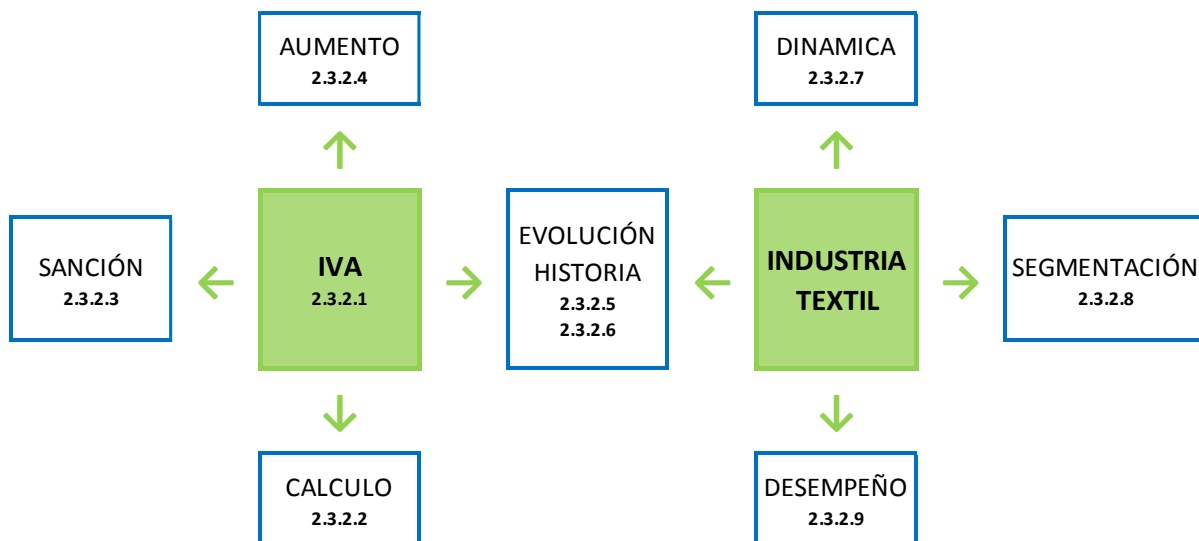 AUMENTO
2.3.2.4
DINAMICA
2.3.2.7
SANCIÓN
2.3.2.3
IVA
2.3.2.1
EVOLUCIÓN
HISTORIA
2.3.2.5
2.3.2.6
INDUSTRIA
TEXTIL
SEGMENTACIÓN
2.3.2.8
CALCULO
2.3.2.2
DESEMPEÑO
2.3.2.9